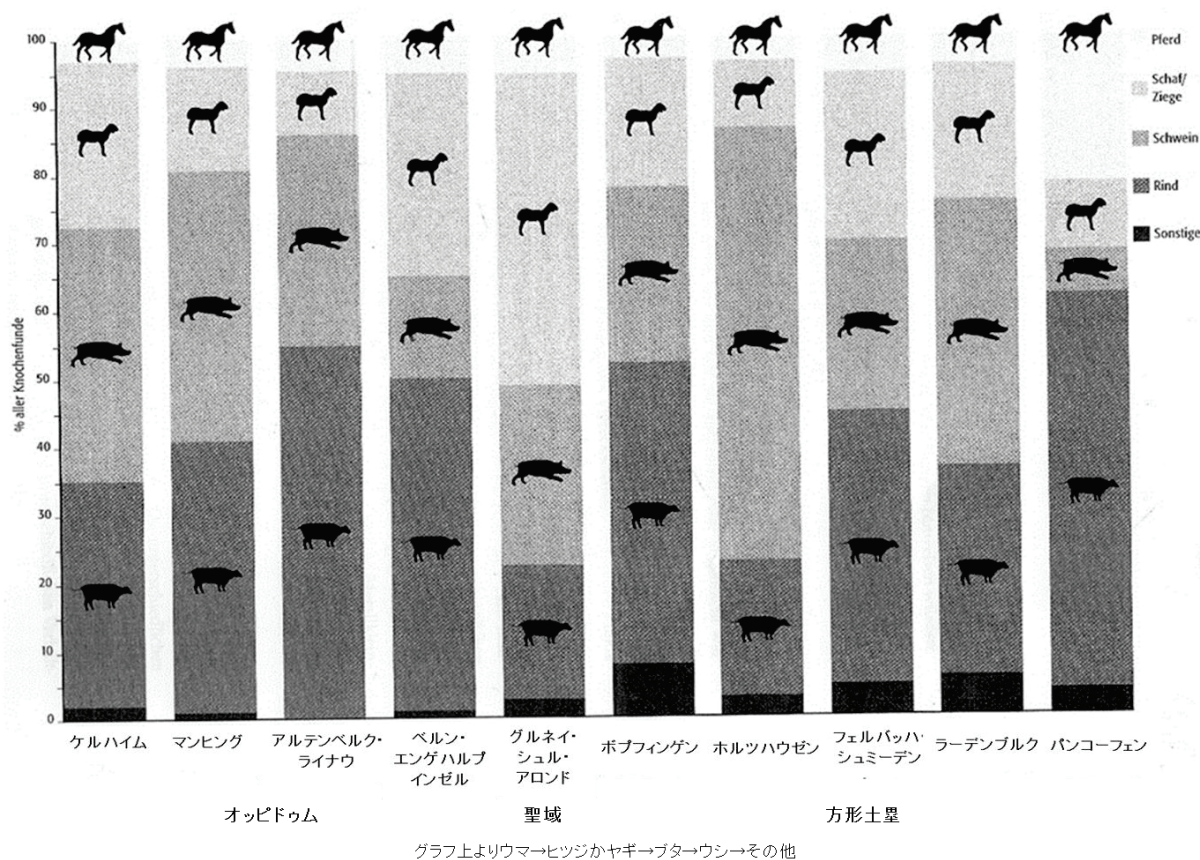 100
90
80
70
60
50
40
30
20
10
0
% aller Knochenfunde
Pferd
Schaf/
Ziege
Schwein
Rind
Sonstige
ケルハイム
マンヒング
アルテンベルク・
ライナウ
ベルン・
エンゲハルプ
インゼル
グルネイ・
シュル・
アロンド
ボプフィンゲン
ホルツハウゼン
フェルバッハ・
シュミーデン
ラーデンブルク
パンコーフェン
オッピドゥム
聖域
方形土塁
グラフ上よりウマ→ヒツジかヤギ→ブタ→ウシ→その他